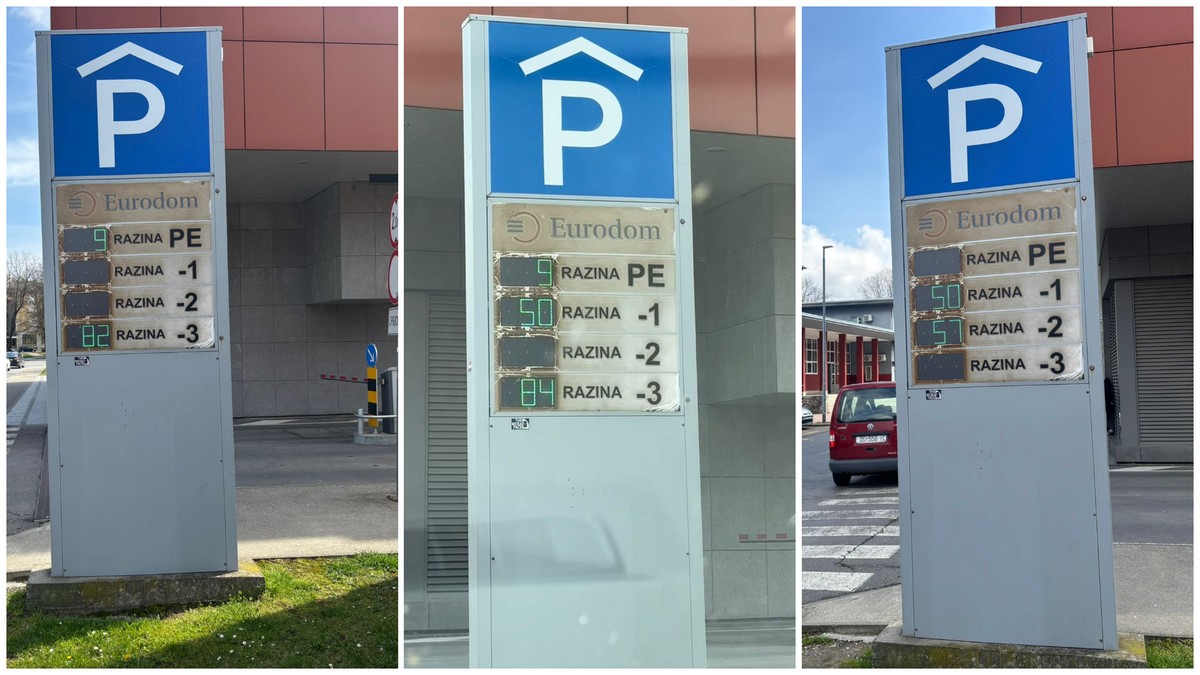 P
Eurodom
9 RAZINA PE
RAZINA -1
RAZINA -2
82 RAZINA -3
P
Eurodom
9 RAZINA PE
50 RAZINA -1
RAZINA -2
84 RAZINA -3
P
Eurodom
RAZINA PE
50 RAZINA -1
57 RAZINA -2
RAZINA -3